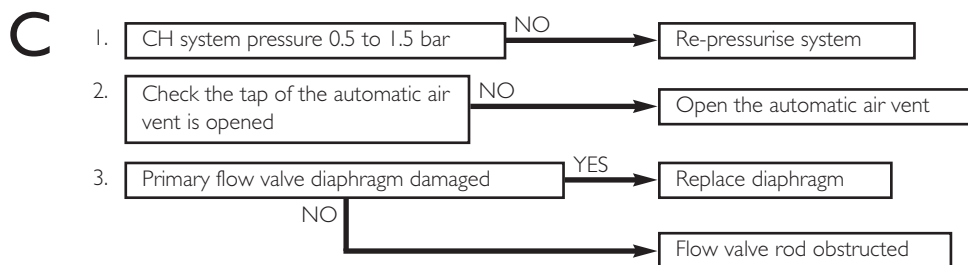 C
1. CH system pressure 0.5 to 1.5 bar NO Re-pressurise system
2. Check the tap of the automatic air NO Open the automatic air vent
vent is opened
3. Primary flow valve diaphragm damaged YES Replace diaphragm
NO
Flow valve rod obstructed